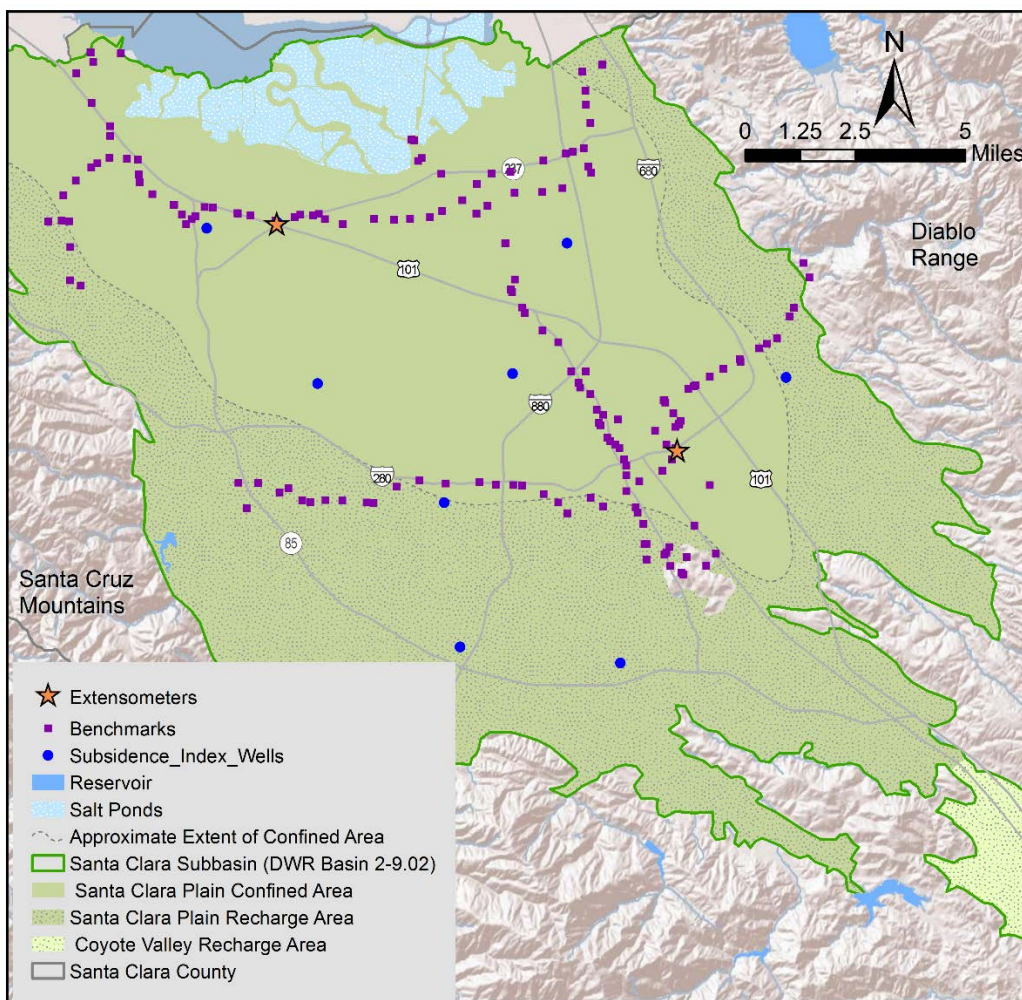 N
0 1.25 2.5 5
Miles
237
680
Diablo
Range
101
880
280
101
85
Santa Cruz
Mountains
Extensometers
Benchmarks
Subsidence_Index_Wells
Reservoir
Salt Ponds
Approximate Extent of Confined Area
Santa Clara Subbasin (DWR Basin 2-9.02)
Santa Clara Plain Confined Area
Santa Clara Plain Recharge Area
Coyote Valley Recharge Area
Santa Clara County